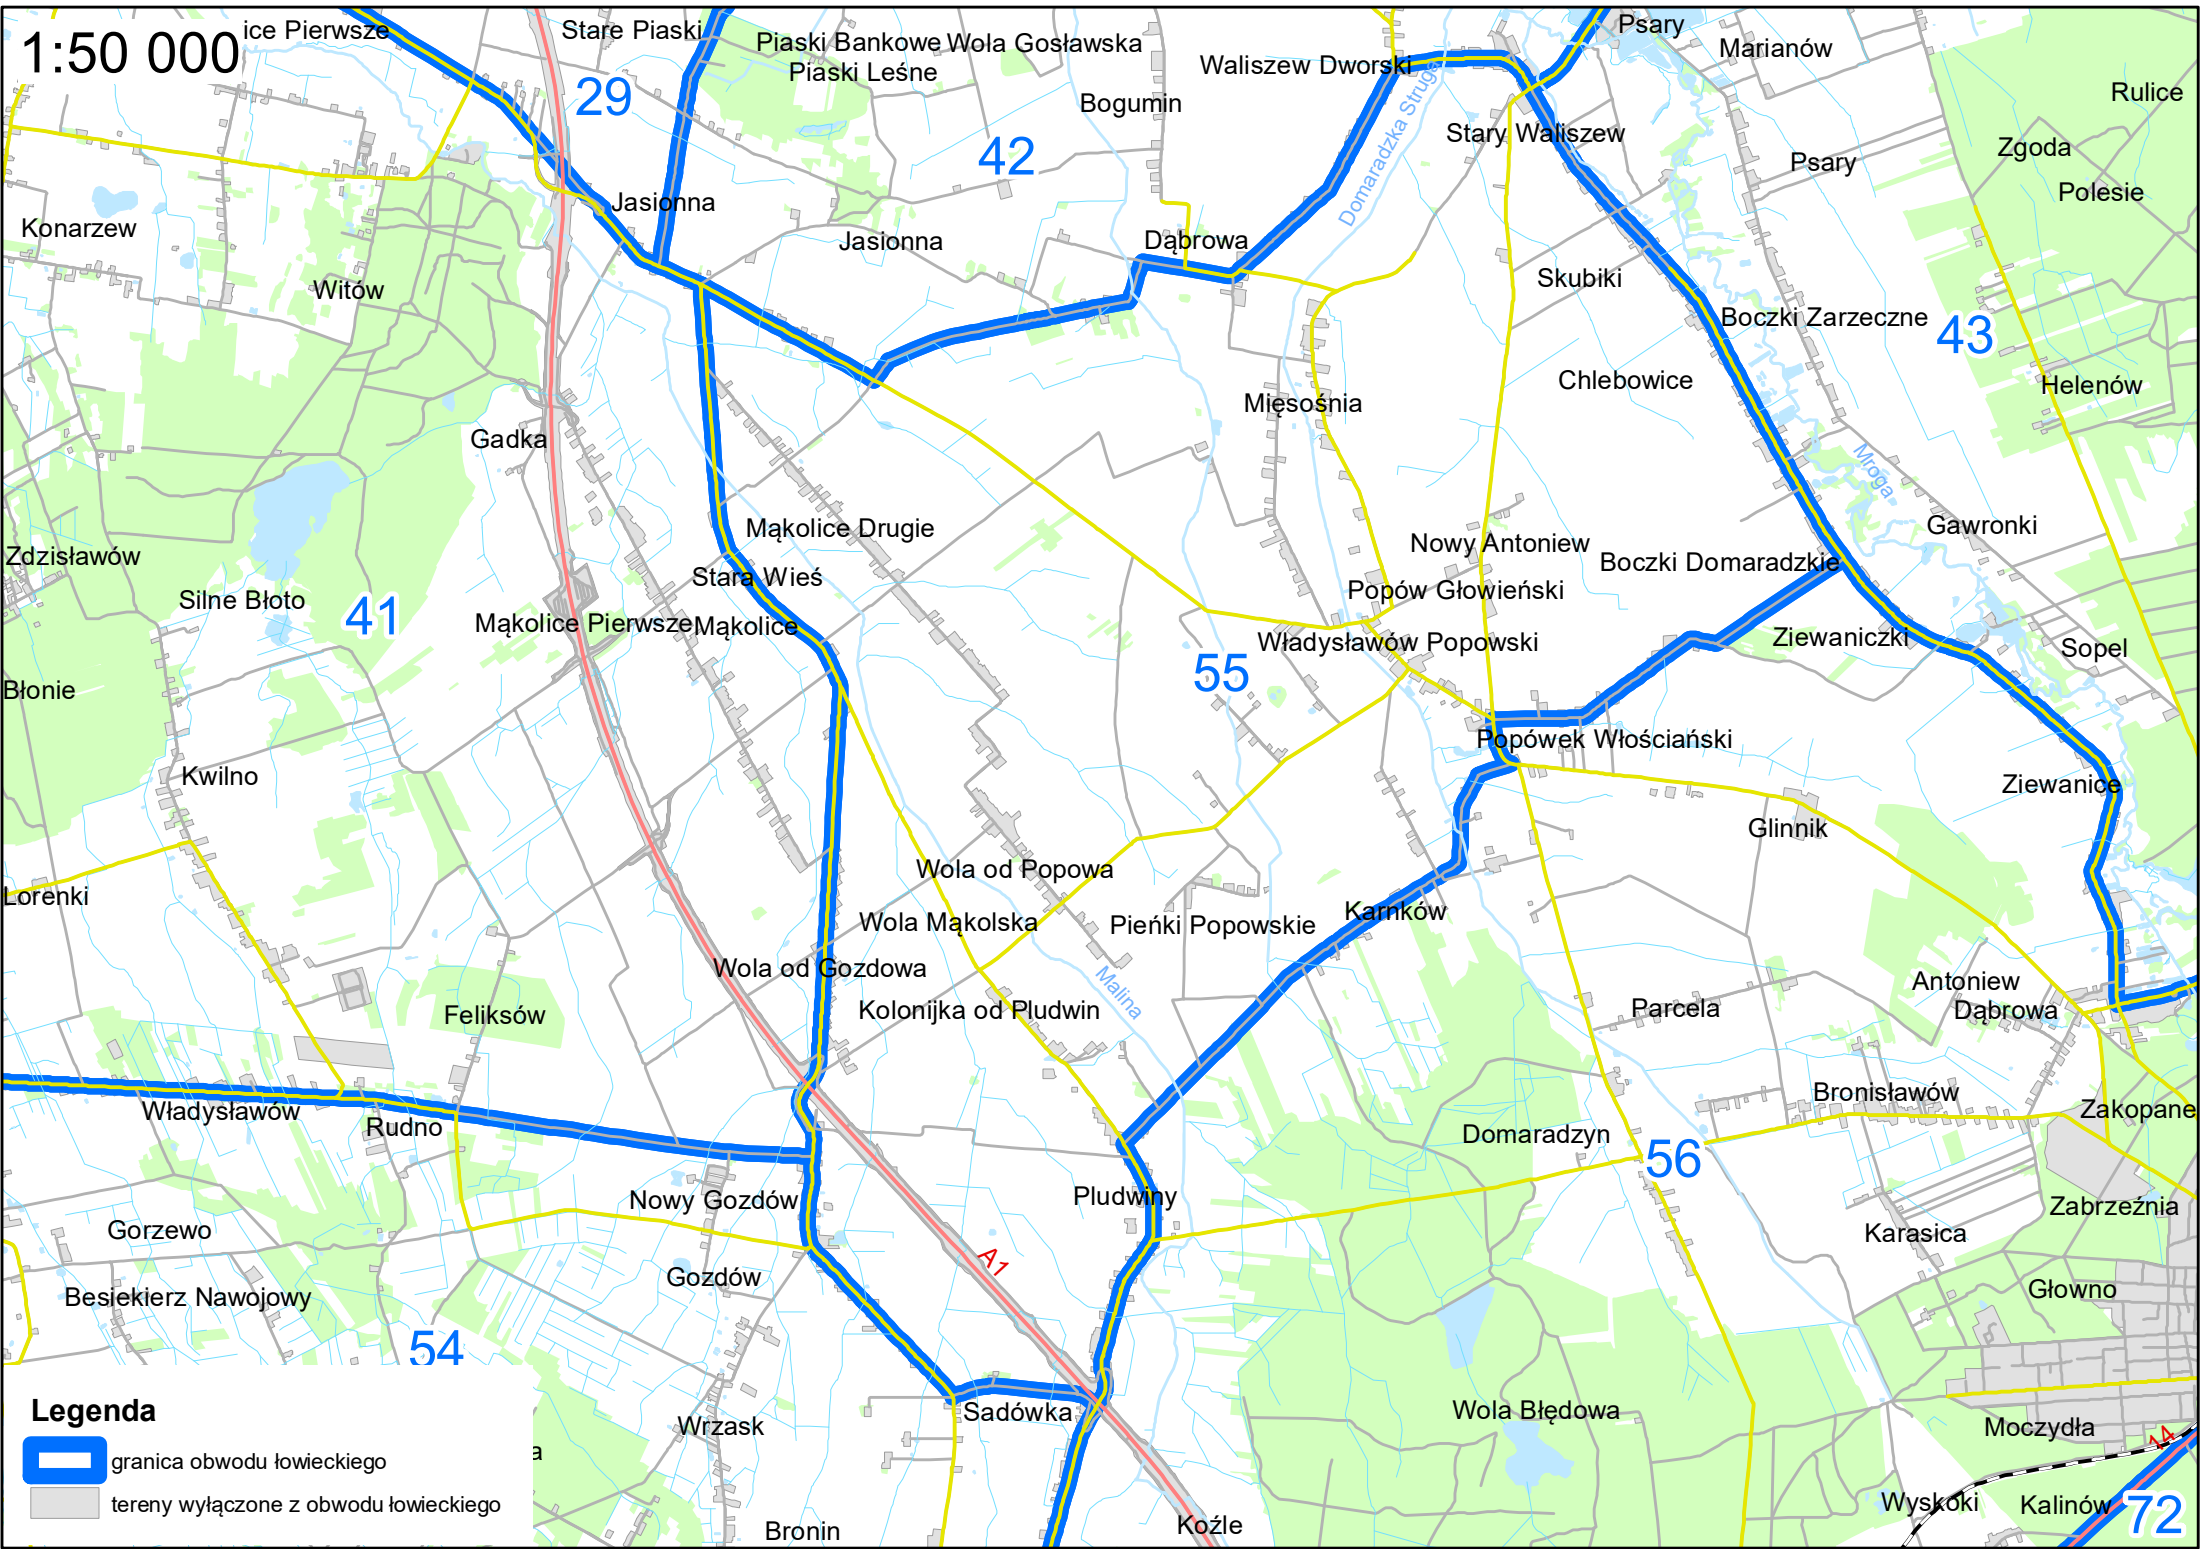 1:50 000
ice Pierwsze
Stare Piaski
Piaski Bankowe
Wola Gosławska
Piaski Leśne
Psary
Marianów
Waliszew Dworski
29
Bogumin
Rulice
Domaradzka Struga
Stary Waliszew
42
Zgoda
Psary
Polesie
Jasionna
Konarzew
Jasionna
Dąbrowa
Witów
Skubiki
Boczki Zarzeczne
43
Chlebowice
Helenów
Mięsośnia
Gadka
Mroga
Mąkolice Drugie
Gawronki
Nowy Antoniew
Zdzisławów
Boczki Domaradzkie
Stara Wieś
Popów Głowieński
Silne Błoto
41
Mąkolice Pierwsze
Mąkolice
Władysławów Popowski
Ziewaniczki
Sopel
55
Błonie
Popówek Włościański
Kwilno
Ziewanice
Glinnik
Wola od Popowa
Lorenki
Karnków
Wola Mąkolska
Pieńki Popowskie
Wola od Gozdowa
Malina
Antoniew
Feliksów
Kolonijka od Pludwin
Parcela
Dąbrowa
Bronisławów
Władysławów
Zakopane
Rudno
Domaradzyn
56
Nowy Gozdów
Pludwiny
Zabrzeźnia
Gorzewo
Karasica
A1
Gozdów
Głowno
Besiekierz Nawojowy
54
Legenda
Sadówka
Wola Błędowa
Wrzask
Moczydła
14
granica obwodu łowieckiego
a
tereny wyłączone z obwodu łowieckiego
Wyskoki
Kalinów
72
Bronin
Koźle